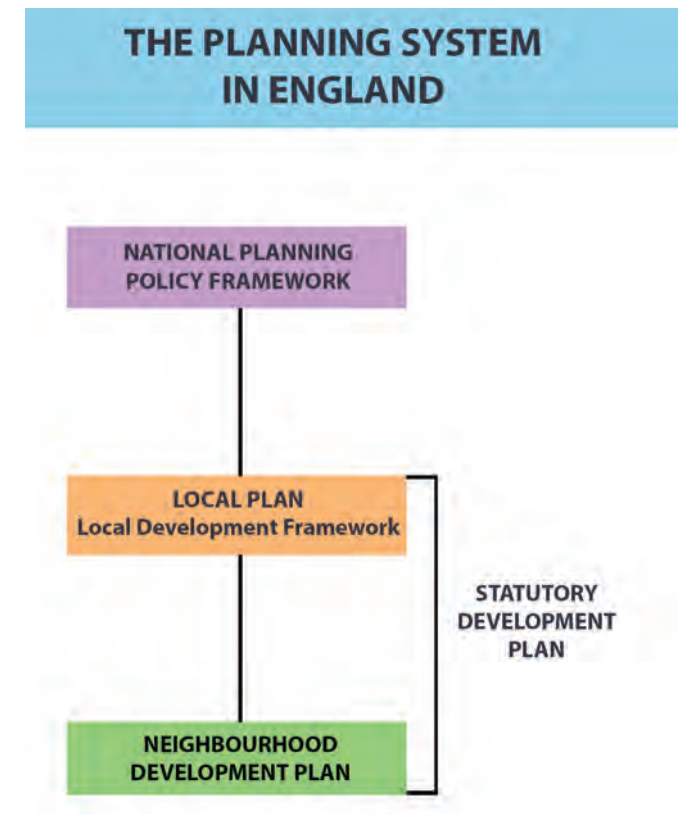 THE PLANNING SYSTEM
IN ENGLAND
NATIONAL PLANNING
POLICY FRAMEWORK
LOCAL PLAN
Local Development Framework
STATUTORY
DEVELOPMENT
PLAN
NEIGHBOURHOOD
DEVELOPMENT PLAN